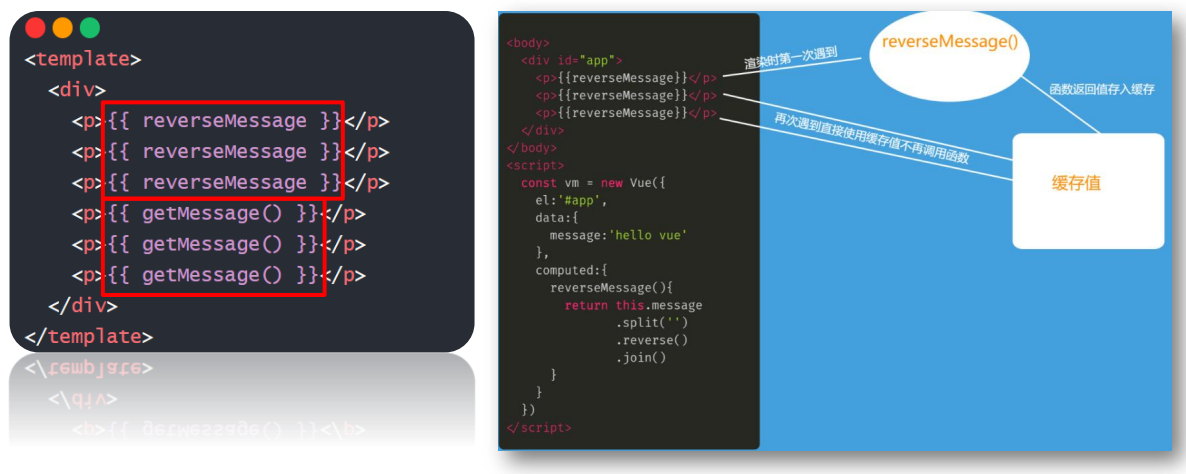 <template>
<div>
<p>{{ reverseMessage }}</p>
<p>{{ reverseMessage }}</p>
<p>{{ reverseMessage }}</p>
<p>{{ getMessage() }}</p>
<p>{{ getMessage() }}</p>
<p>{{ getMessage() }}</p>
</div>
</template>
<body>
<div id="app">
<p>{{reverseMessage}}</p>
<p>{{reverseMessage}}</p>
<p>{{reverseMessage}}</p>
</div>
</body>
<script>
const vm = new Vue({
el:'#app',
data:{
message:'hello vue'
},
computed:{
reverseMessage(){
return this.message
.split('')
.reverse()
.join()
}
}
})
</script>
渲染时第一次遇到
reverseMessage()
函数返回值存入缓存
再次遇到直接使用缓存值不再调用函数
缓存值